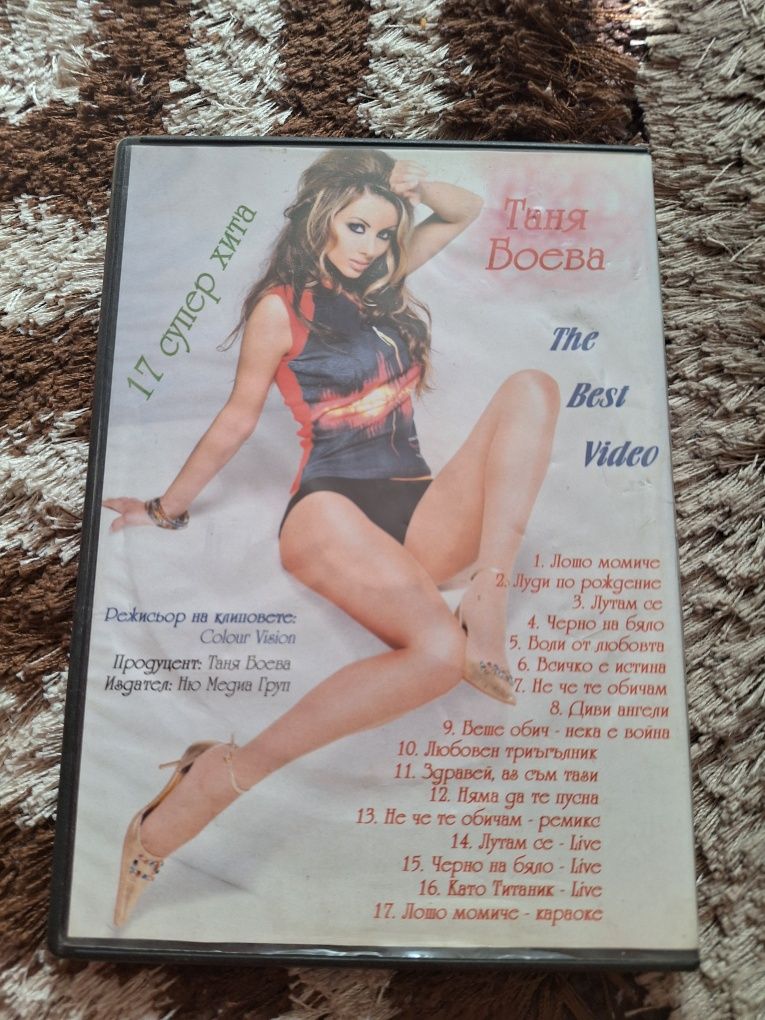 17 супер хита
Таня
Боева
The
Best
Video
Режисьор на клиповете:
Colour Vision
Продуцент: Таня Боева
Издател: Ню Медиа Груп
1. Лошо момиче
2. Луди по рождение
3. Лутам се
4. Черно на бяло
5. Боли от любовта
6. Всичко е истина
7. Не че те обичам
8. Диви ангели
9. Беше обич - нека е война
10. Любовен триъгълник
11. Здравей, аз съм тази
12. Няма да те пусна
13. Не че те обичам - ремикс
14. Лутам се - Live
15. Черно на бяло - Live
16. Като Титаник - Live
17. Лошо момиче - караоке